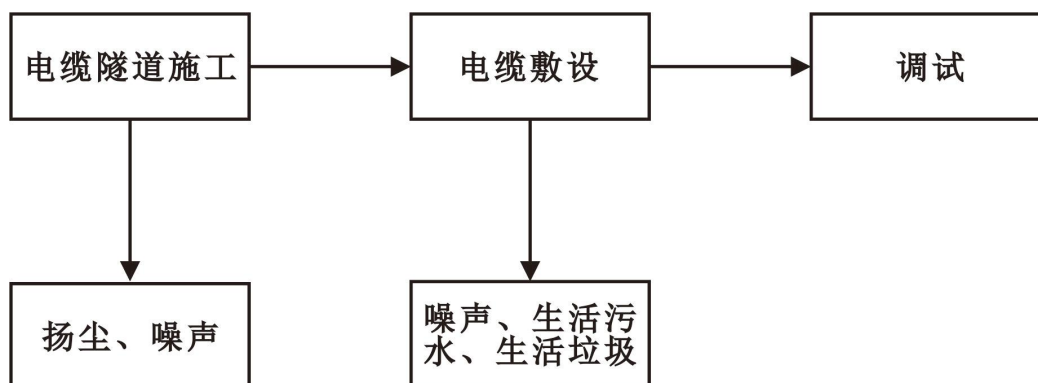 电缆隧道施工
电缆敷设
调试
扬尘、噪声
噪声、生活污
水、生活垃圾